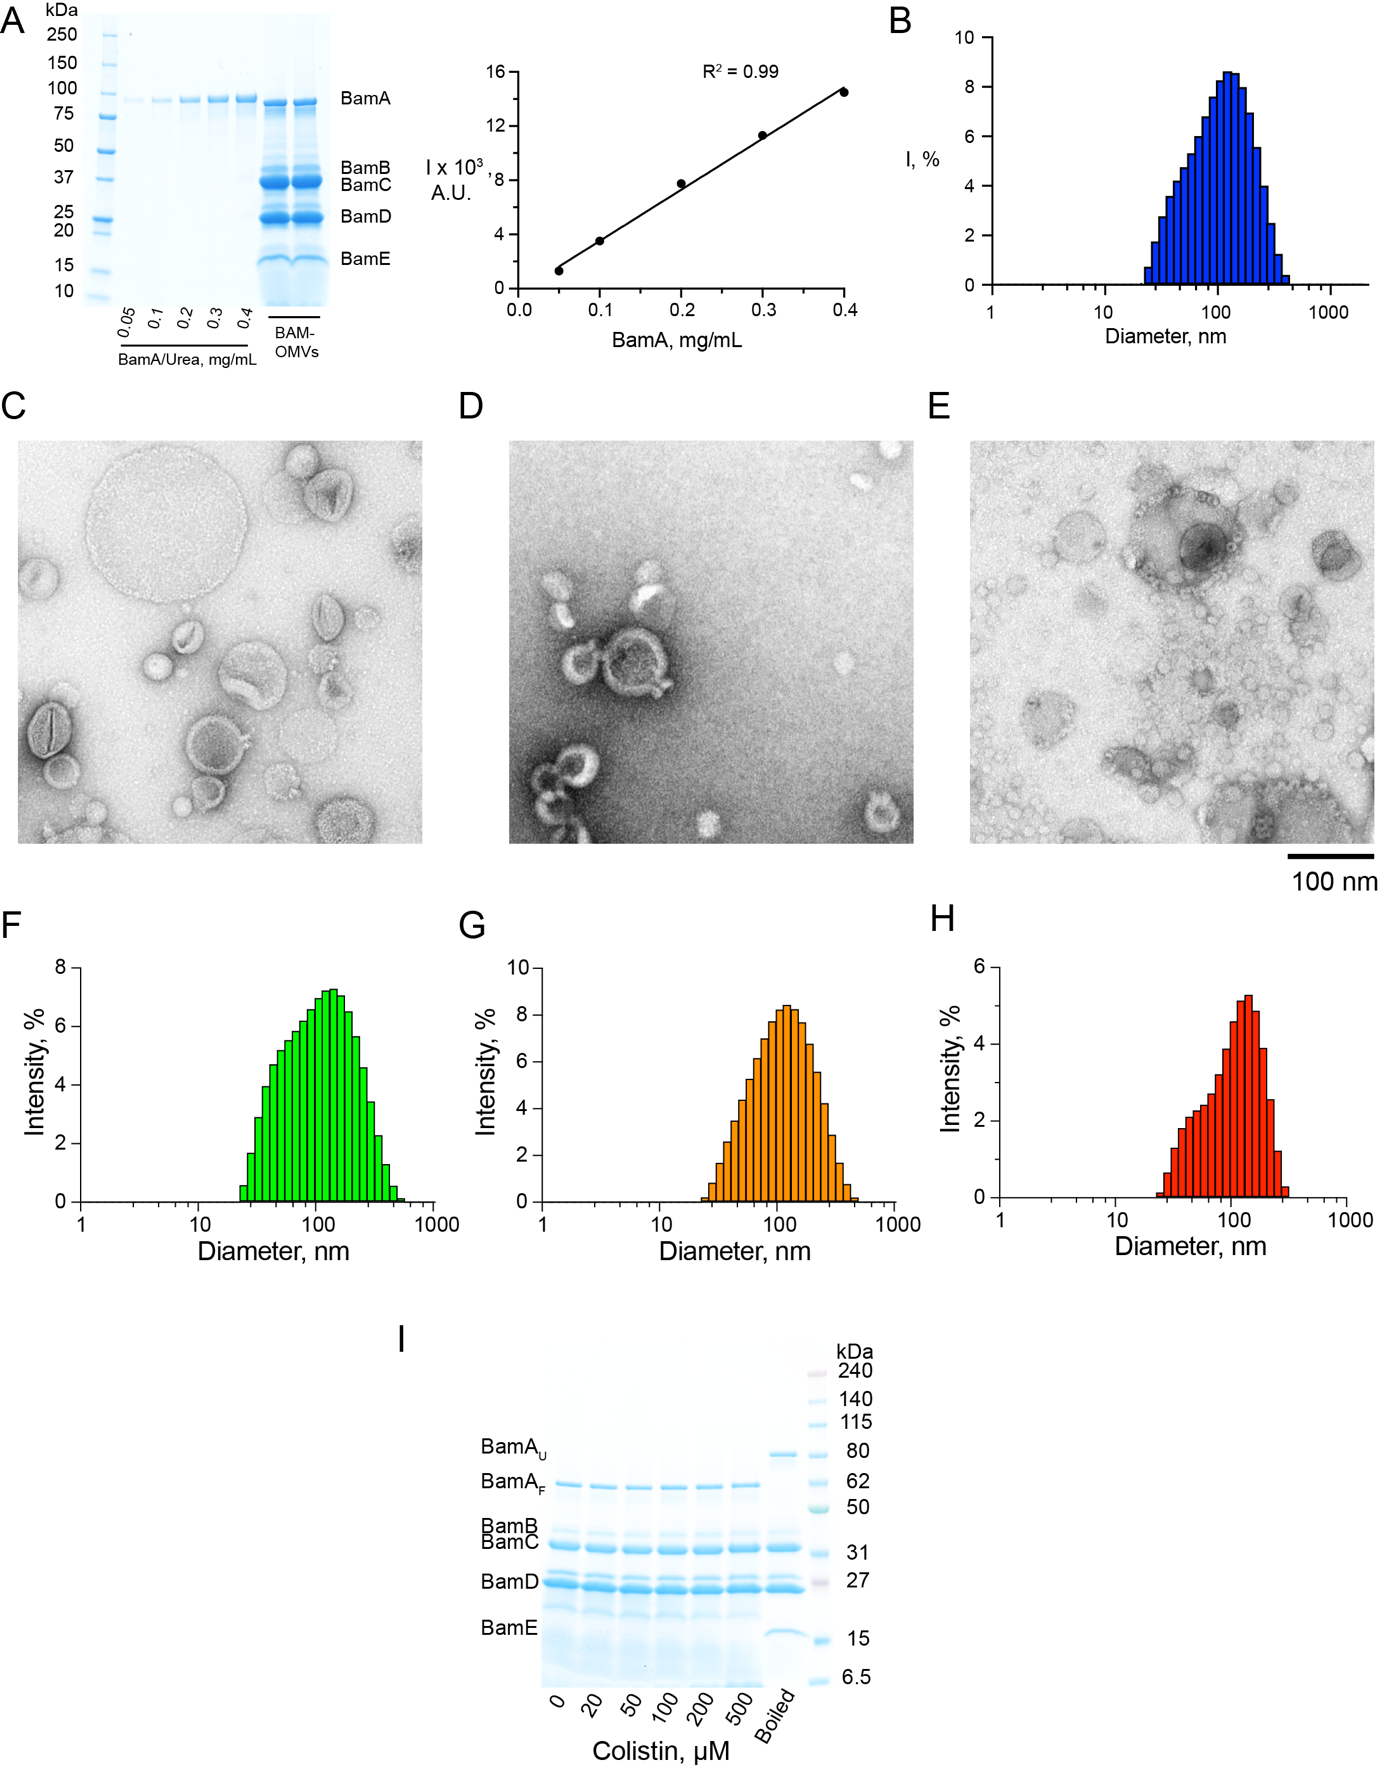 A
kDa
250
150
100
75
50
37
25
20
15
10
BamA
BamB
BamC
BamD
BamE
0.05
0.1
0.2
0.3
0.4
BamA/Urea, mg/mL
BAM-
OMVs
R² = 0.99
16
12
8
4
0
I x 10³,
A.U.
0.0
0.1
0.2
0.3
0.4
BamA, mg/mL
B
10
8
6
4
2
0
I, %
1
10
100
1000
Diameter, nm
C
D
E
100 nm
F
8
6
4
2
0
Intensity, %
1
10
100
1000
Diameter, nm
G
10
8
6
4
2
0
Intensity, %
1
10
100
1000
Diameter, nm
H
6
4
2
0
Intensity, %
1
10
100
1000
Diameter, nm
I
kDa
240
140
115
80
62
50
31
27
15
6.5
BamA_U
BamA_F
BamB
BamC
BamD
BamE
0
20
50
100
200
500
Boiled
Colistin, µM